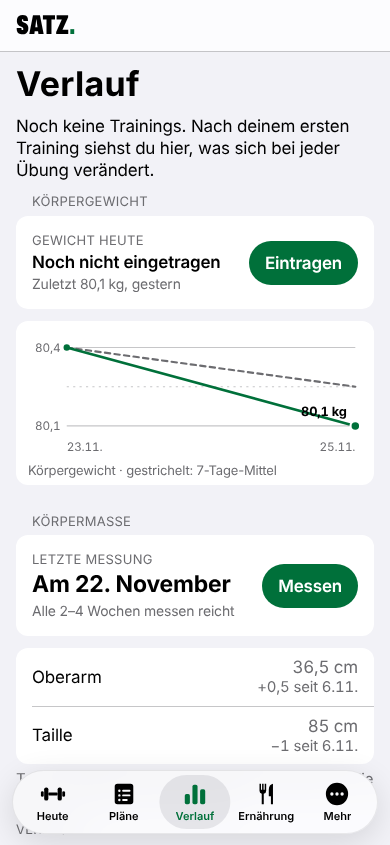 SATZ.
Verlauf
Noch keine Trainings. Nach deinem ersten
Training siehst du hier, was sich bei jeder
Übung verändert.
KÖRPERGEWICHT
GEWICHT HEUTE
Noch nicht eingetragen
Zuletzt 80,1 kg, gestern
Eintragen
80,4
80,1 kg
80,1
23.11.
25.11.
Körpergewicht · gestrichelt: 7-Tage-Mittel
KÖRPERMASSE
LETZTE MESSUNG
Am 22. November
Alle 2–4 Wochen messen reicht
Messen
Oberarm
36,5 cm
+0,5 seit 6.11.
Taille
85 cm
−1 seit 6.11.
Heute
Pläne
Verlauf
Ernährung
Mehr